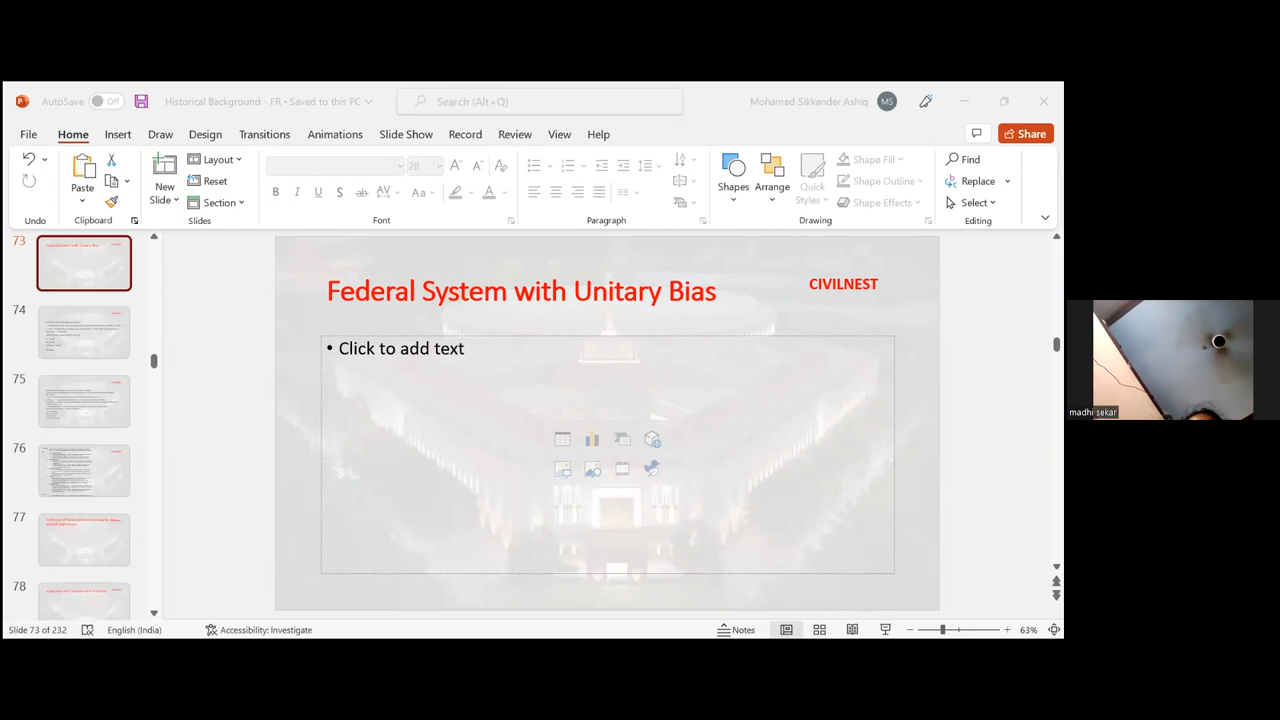 AutoSave Off Historical Background - FR • Saved to this PC Search (Alt+Q) Mohamed Sikkander Ashiq MS
File Home Insert Draw Design Transitions Animations Slide Show Record Review View Help Share
Paste New Slide Layout Reset Section 28 Shapes Arrange Quick Styles Shape Fill Shape Outline Shape Effects Find Replace Select
Undo Clipboard Slides Font Paragraph Drawing Editing
73
74
75
76
77
78
Federal System with Unitary Bias CIVILNEST
• Click to add text
madhi sekar
Slide 73 of 232 English (India) Accessibility: Investigate Notes 63%